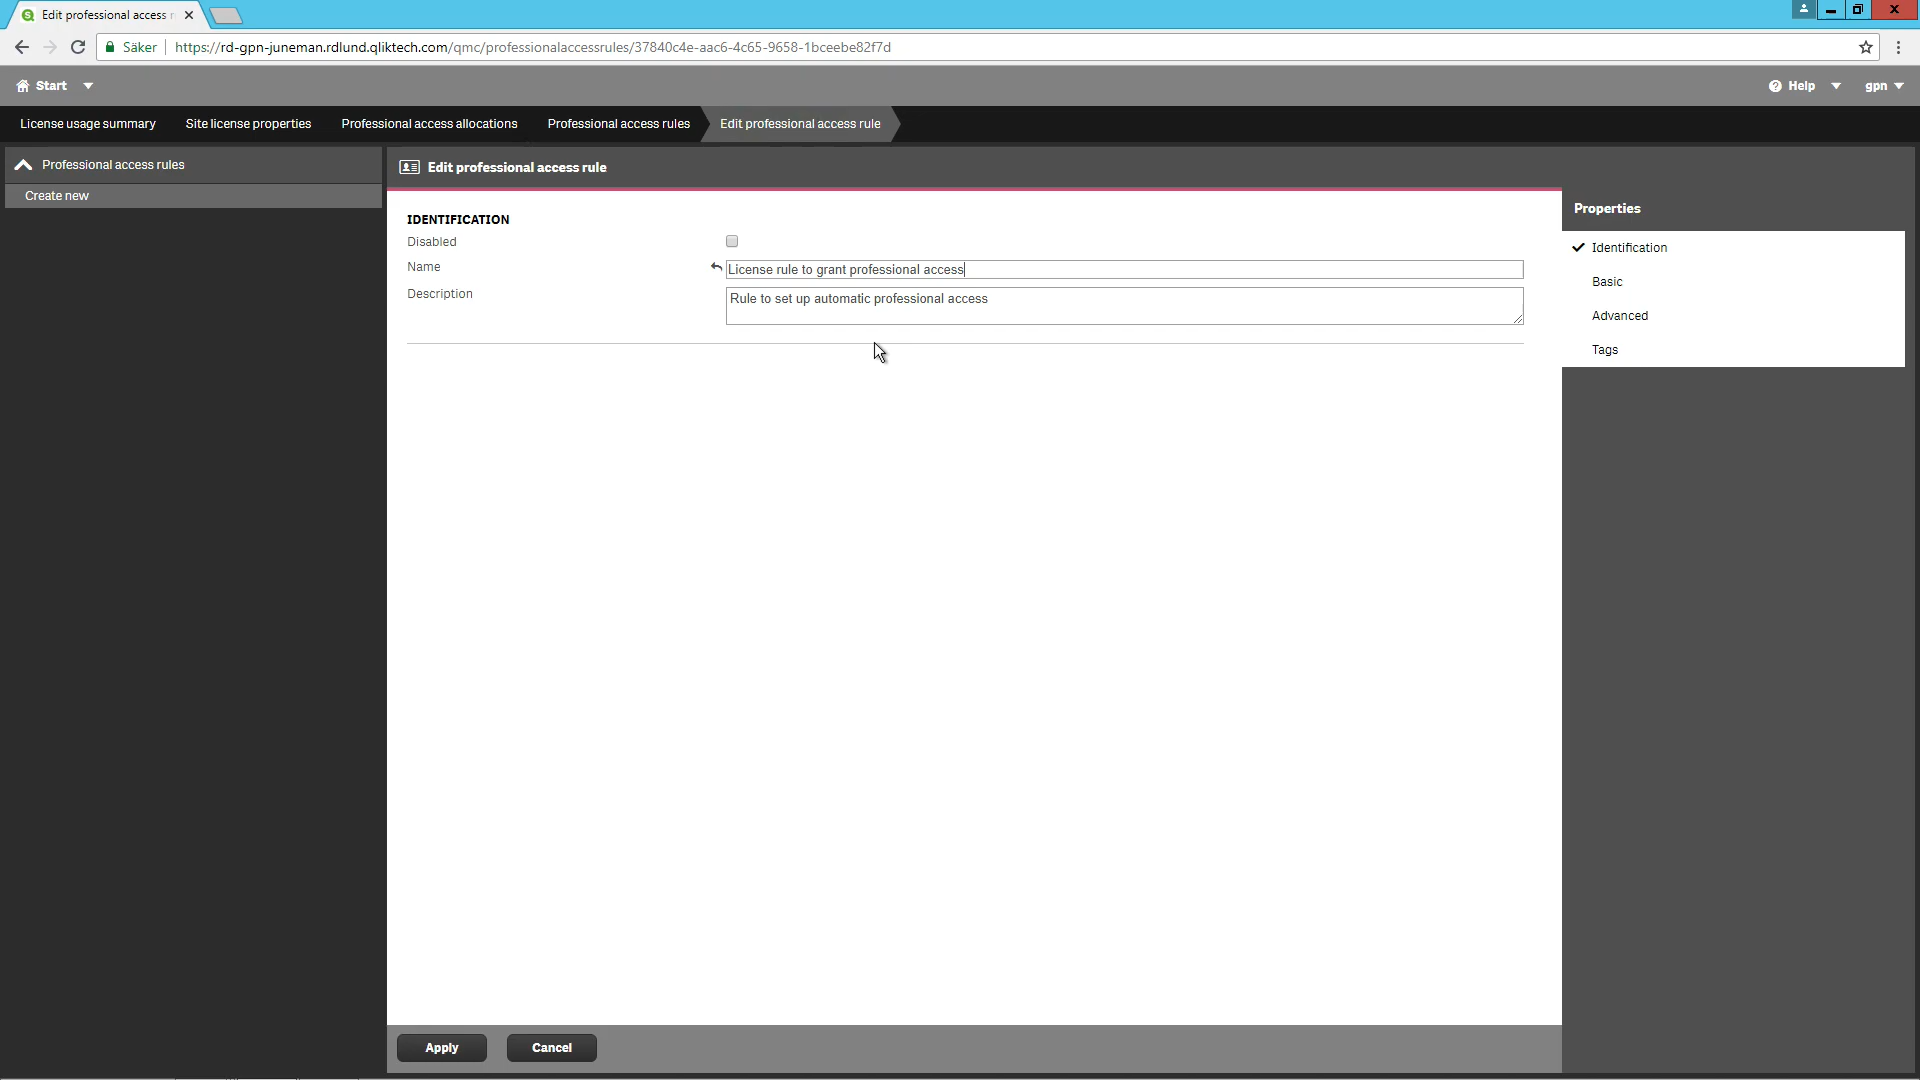 Edit professional access r
Säker
https://rd-gpn-juneman.rdlund.qliktech.com/qmc/professionalaccessrules/37840c4e-aac6-4c65-9658-1bceebe82f7d
Start
Help
gpn
License usage summary
Site license properties
Professional access allocations
Professional access rules
Edit professional access rule
Professional access rules
Create new
Edit professional access rule
IDENTIFICATION
Disabled
Name
License rule to grant professional access
Description
Rule to set up automatic professional access
Properties
Identification
Basic
Advanced
Tags
Apply
Cancel